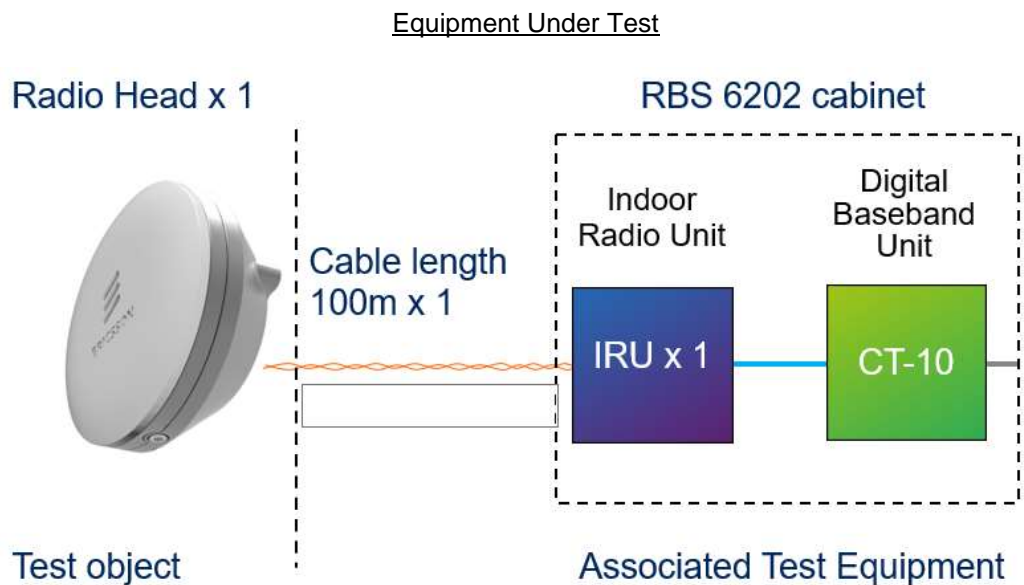 Equipment Under Test
Radio Head x 1
RBS 6202 cabinet
Indoor
Radio Unit
Digital
Baseband
Unit
Cable length
100m x 1
ERICSSON
IRU x 1
CT-10
Test object
Associated Test Equipment